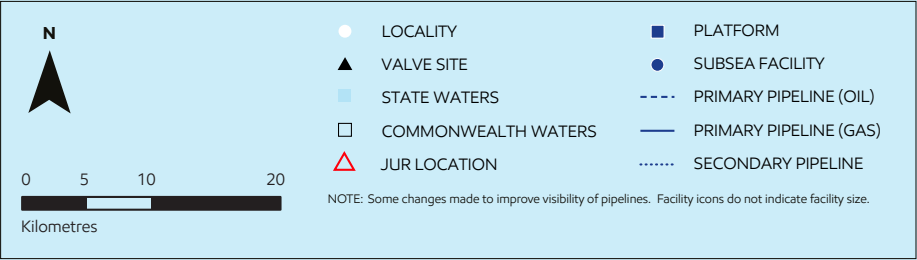 N
LOCALITY
VALVE SITE
STATE WATERS
COMMONWEALTH WATERS
JUR LOCATION
PLATFORM
SUBSEA FACILITY
PRIMARY PIPELINE (OIL)
PRIMARY PIPELINE (GAS)
SECONDARY PIPELINE
0 5 10 20
Kilometres
NOTE: Some changes made to improve visibility of pipelines. Facility icons do not indicate facility size.